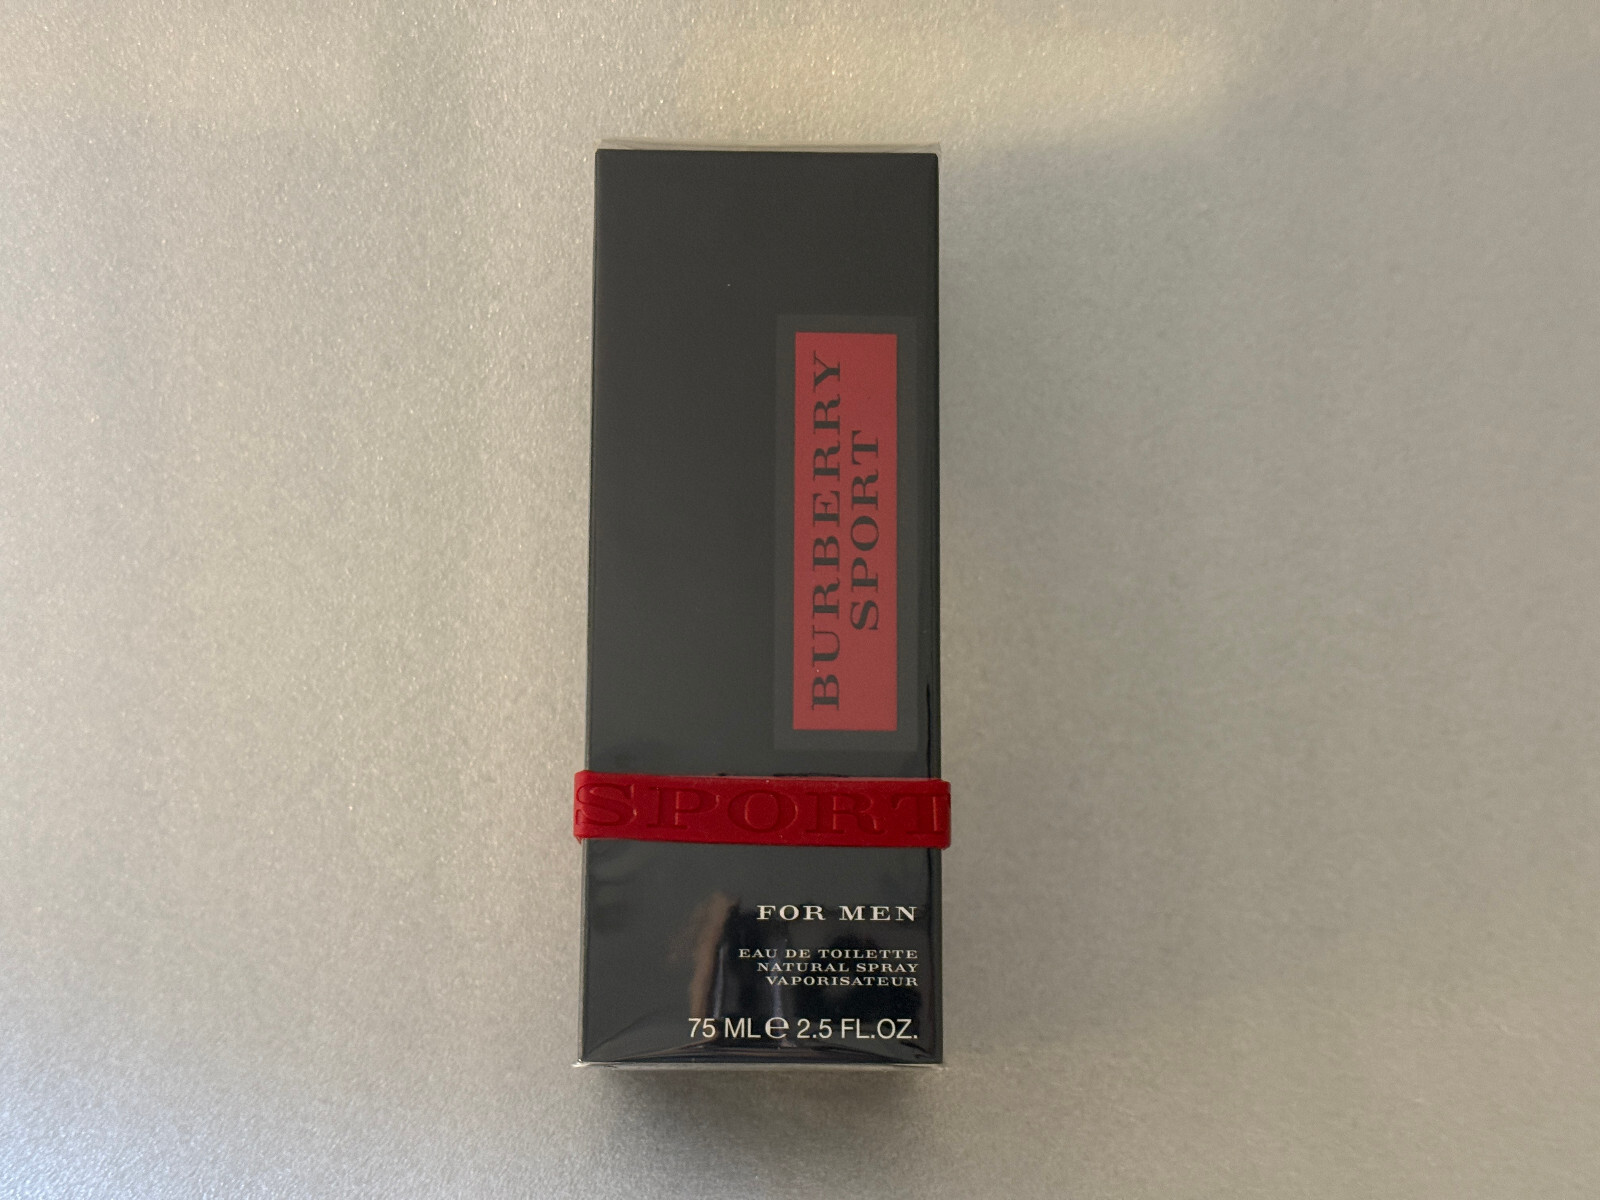 BURBERRY
SPORT
SPORT
FOR MEN
EAU DE TOILETTE
NATURAL SPRAY
VAPORISATEUR
75 ML ℮ 2.5 FL.OZ.